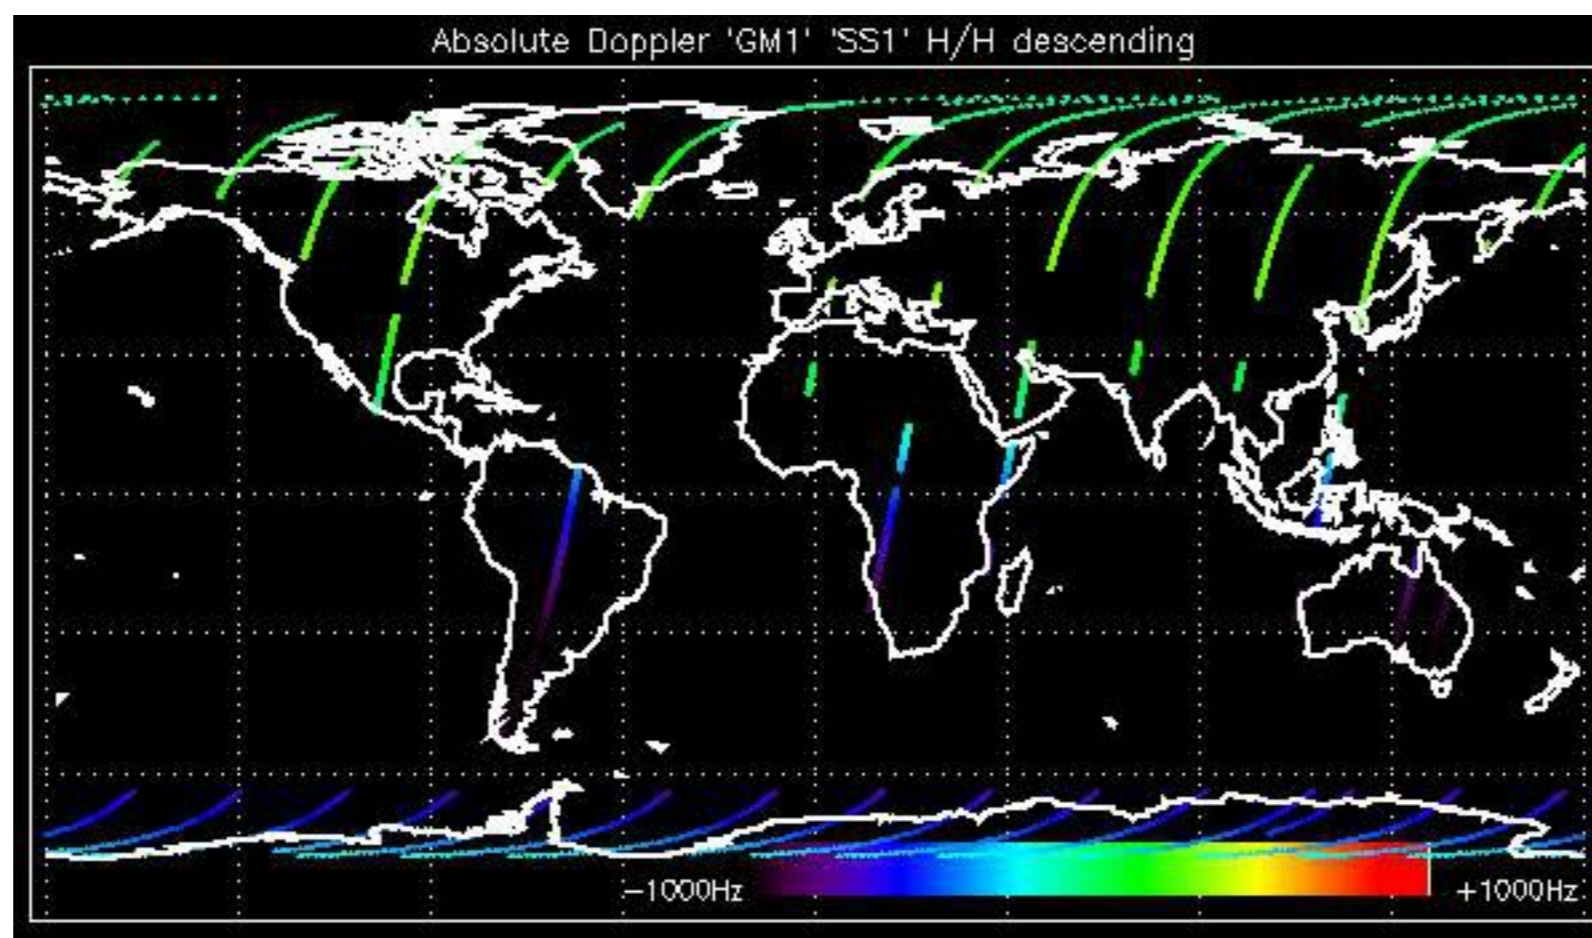 Absolute Doppler 'GM1' 'SS1' H/H descending
−1000Hz
+1000Hz